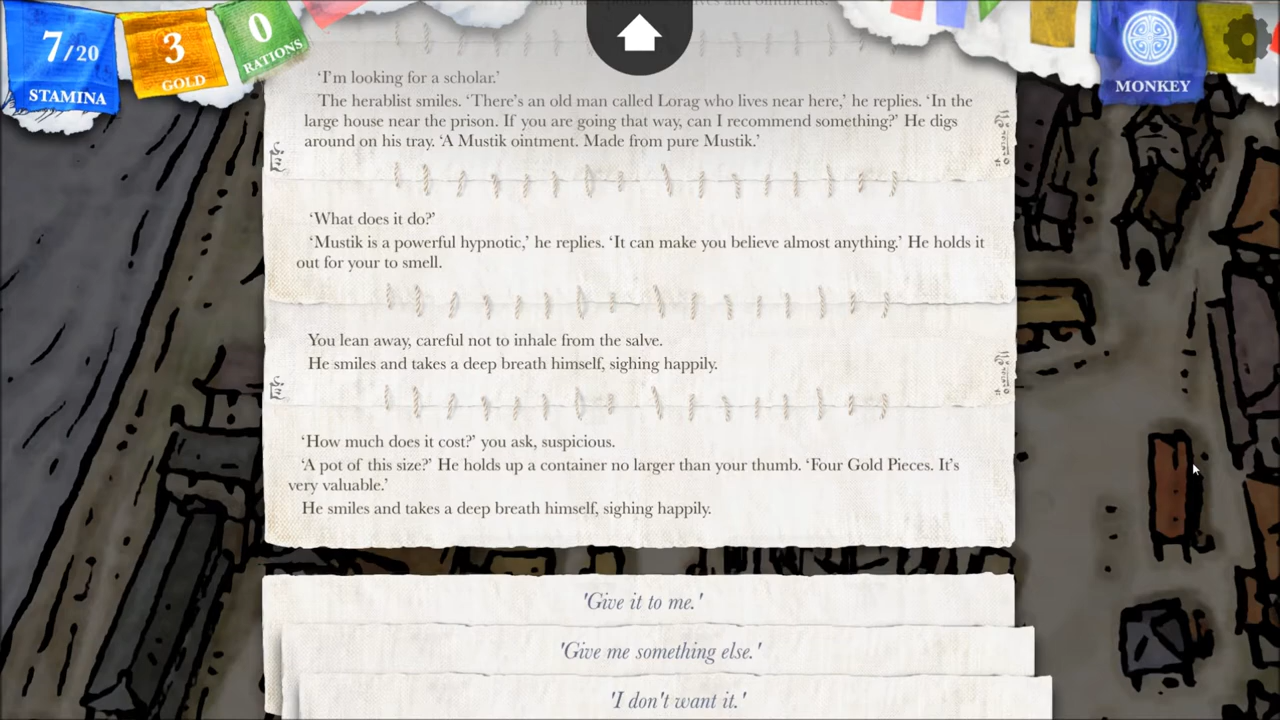 7/20
STAMINA
3
GOLD
0
RATIONS
MONKEY
‘I'm looking for a scholar.’
The herablist smiles. ‘There's an old man called Lorag who lives near here,’ he replies. ‘In the
large house near the prison. If you are going that way, can I recommend something?’ He digs
around on his tray. ‘A Mustik ointment. Made from pure Mustik.’
‘What does it do?’
‘Mustik is a powerful hypnotic,’ he replies. ‘It can make you believe almost anything.’ He holds it
out for your to smell.
You lean away, careful not to inhale from the salve.
He smiles and takes a deep breath himself, sighing happily.
‘How much does it cost?’ you ask, suspicious.
‘A pot of this size?’ He holds up a container no larger than your thumb. ‘Four Gold Pieces. It's
very valuable.’
He smiles and takes a deep breath himself, sighing happily.
'Give it to me.'
'Give me something else.'
'I don't want it.'